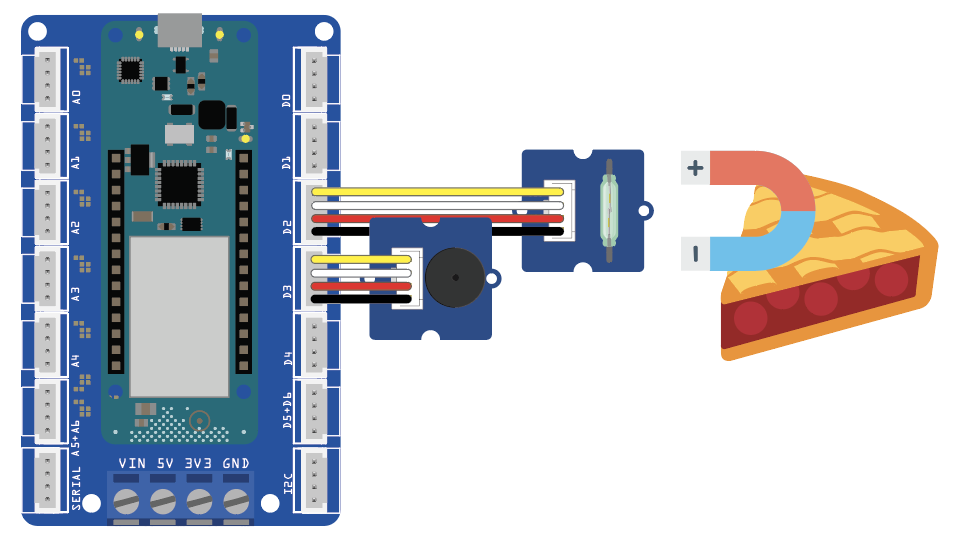 A0
A1
A2
A3
A4
A5+A6
SERIAL
D0
D1
D2
D3
D4
D5+D6
I2C
VIN 5V 3V3 GND
+
-